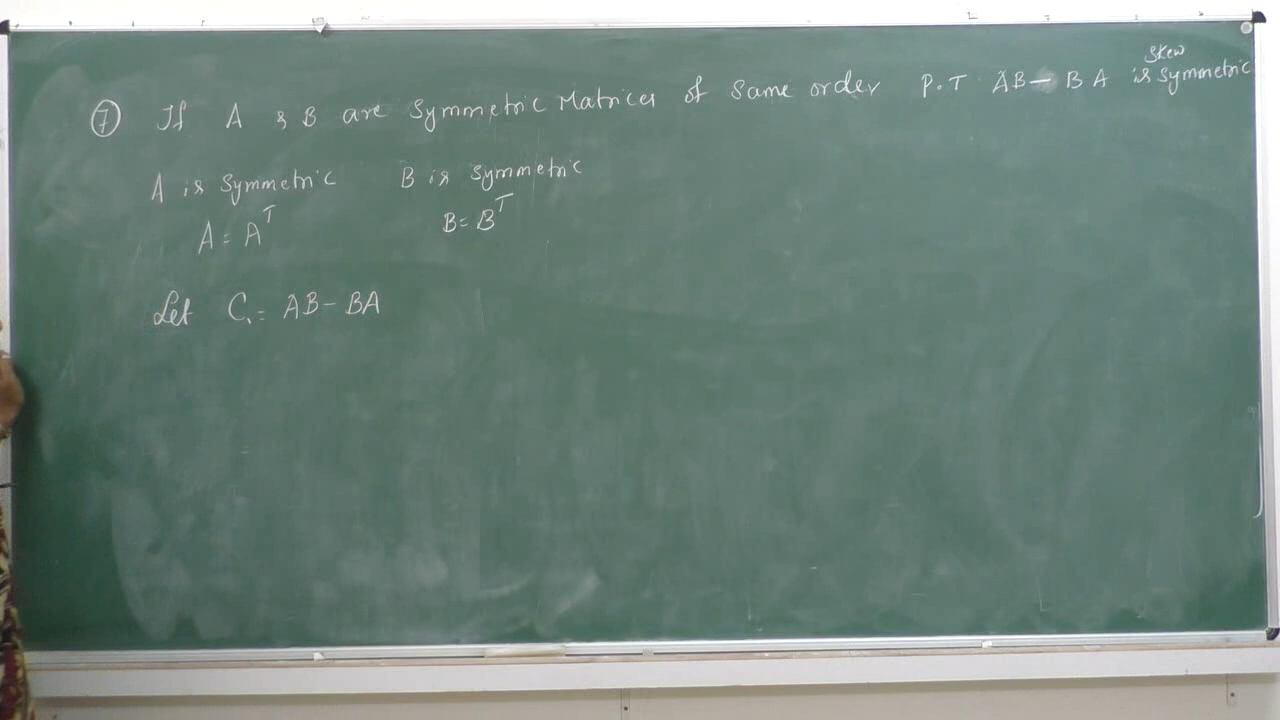 7 If A & B are Symmetric Matrices of Same order P.T AB - BA is Skew Symmetric
A is Symmetric B is Symmetric
A = A^T B = B^T
Let C. = AB - BA